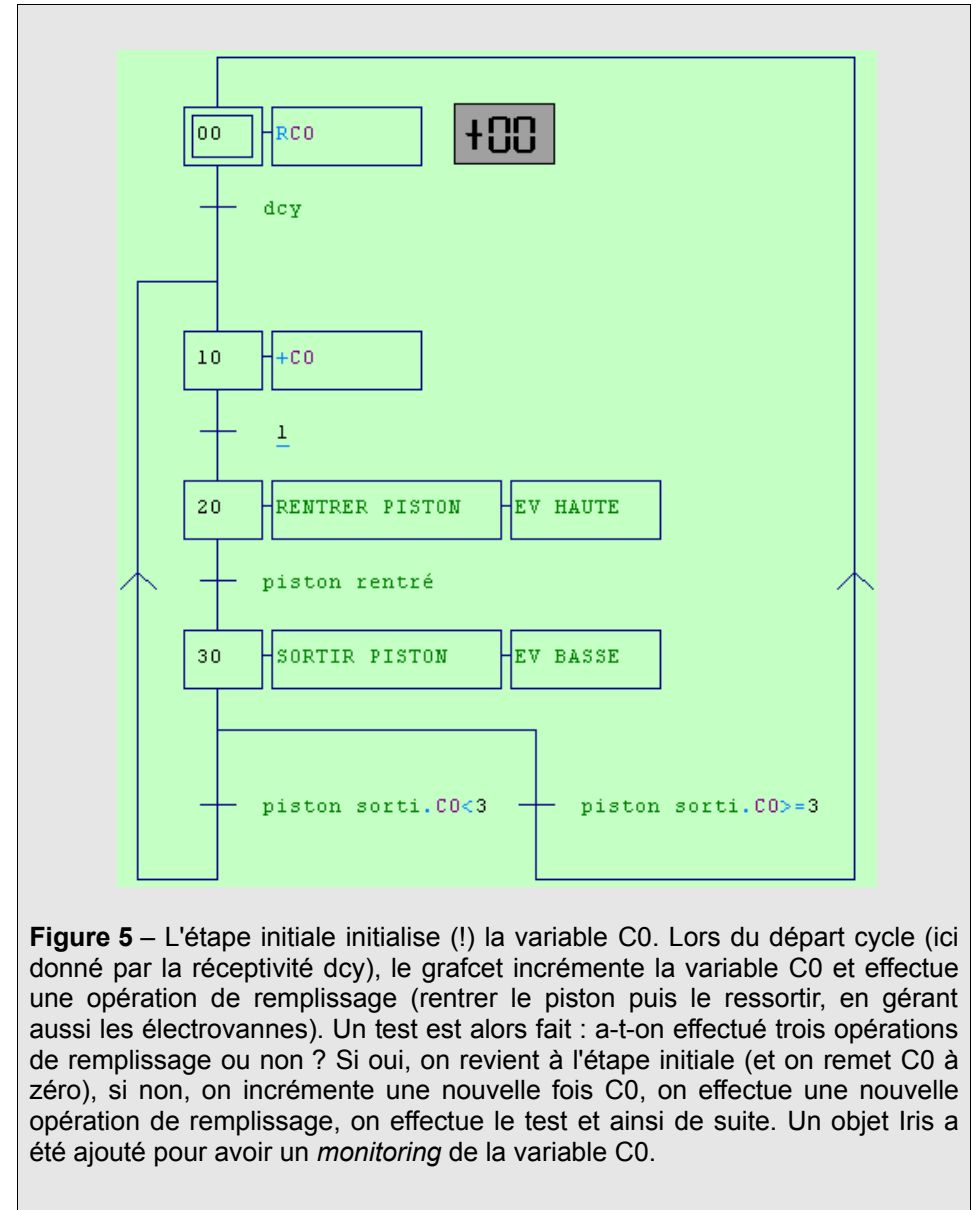 00 RC0 +00
dcy
10 +C0
1
20 RENTRER PISTON EV HAUTE
piston rentré
30 SORTIR PISTON EV BASSE
piston sorti.C0<3 piston sorti.C0>=3
Figure 5 – L'étape initiale initialise (!) la variable C0. Lors du départ cycle (ici
donné par la réceptivité dcy), le grafcet incrémente la variable C0 et effectue
une opération de remplissage (rentrer le piston puis le ressortir, en gérant
aussi les électrovannes). Un test est alors fait : a-t-on effectué trois opérations
de remplissage ou non ? Si oui, on revient à l'étape initiale (et on remet C0 à
zéro), si non, on incrémente une nouvelle fois C0, on effectue une nouvelle
opération de remplissage, on effectue le test et ainsi de suite. Un objet Iris a
été ajouté pour avoir un monitoring de la variable C0.